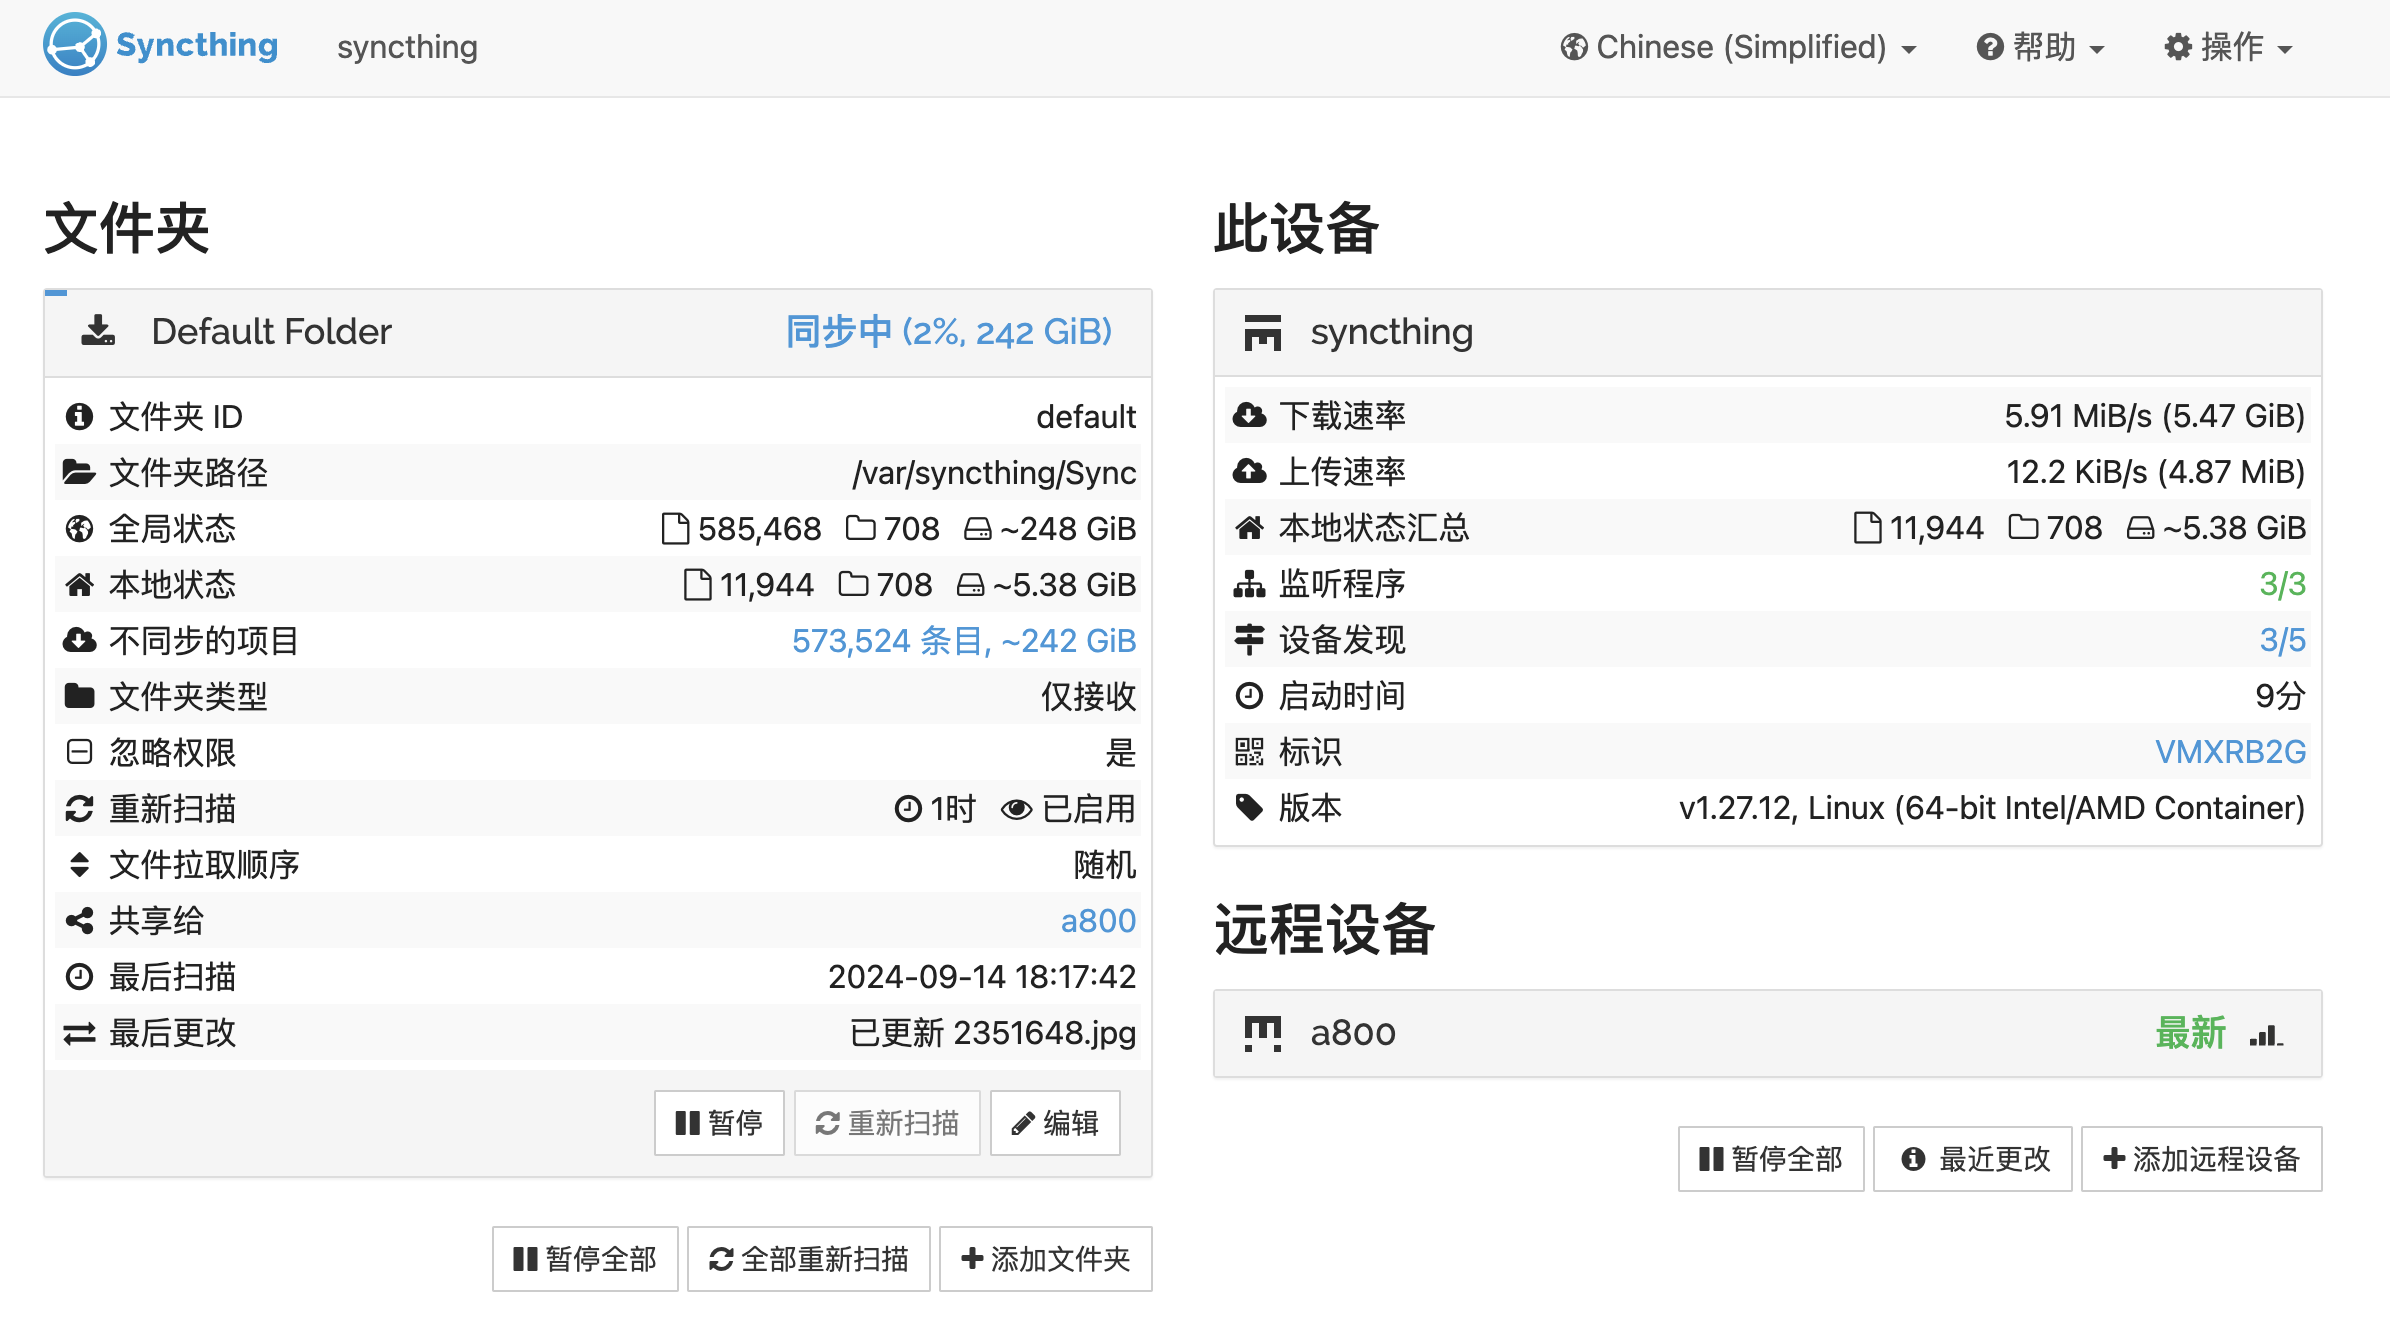 Syncthing
syncthing
Chinese (Simplified)
帮助
操作
文件夹
Default Folder
同步中 (2%, 242 GiB)
文件夹 ID
default
文件夹路径
/var/syncthing/Sync
全局状态
585,468 708 ~248 GiB
本地状态
11,944 708 ~5.38 GiB
不同步的项目
573,524 条目, ~242 GiB
文件夹类型
仅接收
忽略权限
是
重新扫描
1时 已启用
文件拉取顺序
随机
共享给
a800
最后扫描
2024-09-14 18:17:42
最后更改
已更新 2351648.jpg
暂停
重新扫描
编辑
暂停全部
全部重新扫描
添加文件夹
此设备
syncthing
下载速率
5.91 MiB/s (5.47 GiB)
上传速率
12.2 KiB/s (4.87 MiB)
本地状态汇总
11,944 708 ~5.38 GiB
监听程序
3/3
设备发现
3/5
启动时间
9分
标识
VMXRB2G
版本
v1.27.12, Linux (64-bit Intel/AMD Container)
远程设备
a800
最新
暂停全部
最近更改
添加远程设备